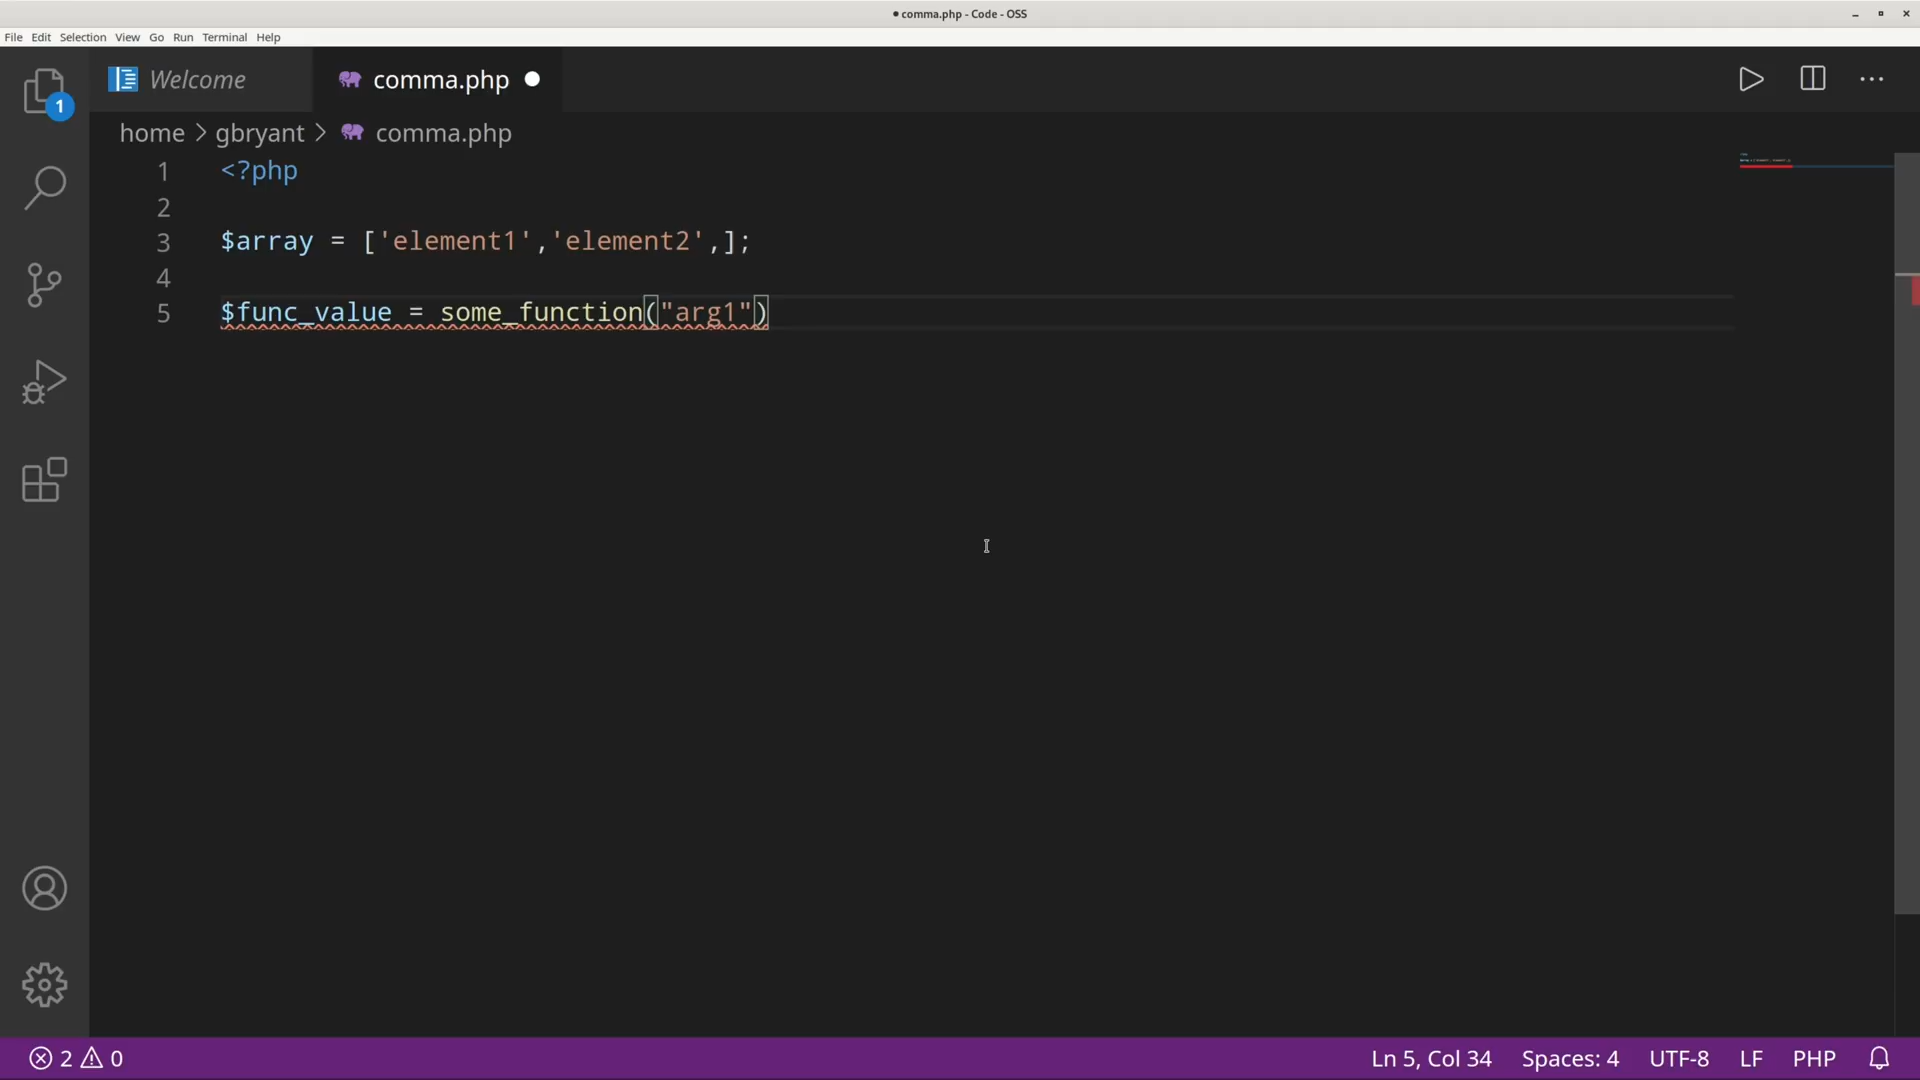 comma.php - Code - OSS
File Edit Selection View Go Run Terminal Help
1 Welcome comma.php
home > gbryant > comma.php
1 <?php
2
3 $array = ['element1','element2',];
4
5 $func_value = some_function("arg1")
2 0 Ln 5, Col 34 Spaces: 4 UTF-8 LF PHP